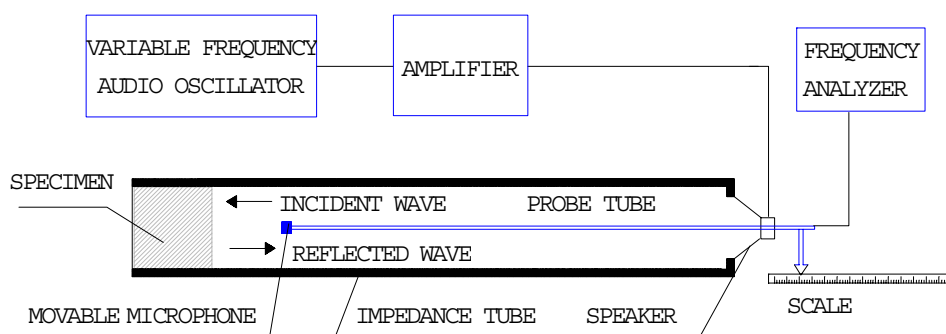 VARIABLE FREQUENCY
AUDIO OSCILLATOR
AMPLIFIER
FREQUENCY
ANALYZER
SPECIMEN
INCIDENT WAVE
PROBE TUBE
REFLECTED WAVE
MOVABLE MICROPHONE
IMPEDANCE TUBE
SPEAKER
SCALE